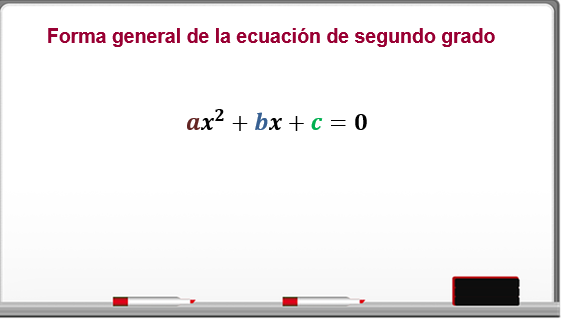 Forma general de la ecuación de segundo grado
ax² + bx + c = 0